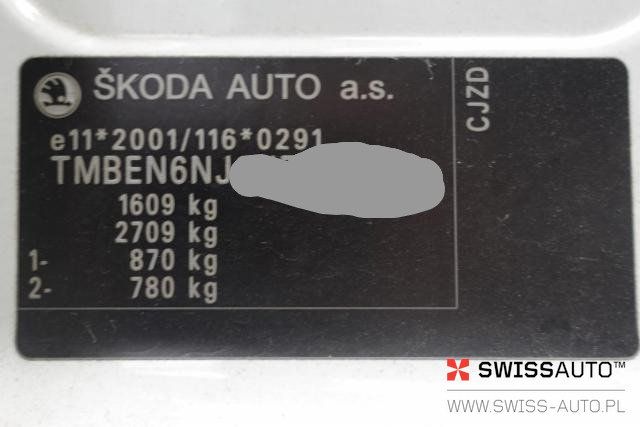 ŠKODA AUTO a.s.
e11*2001/116*0291
TMBEN6NJ
1609 kg
2709 kg
1- 870 kg
2- 780 kg
CJZD
SWISSAUTO™
WWW.SWISS-AUTO.PL